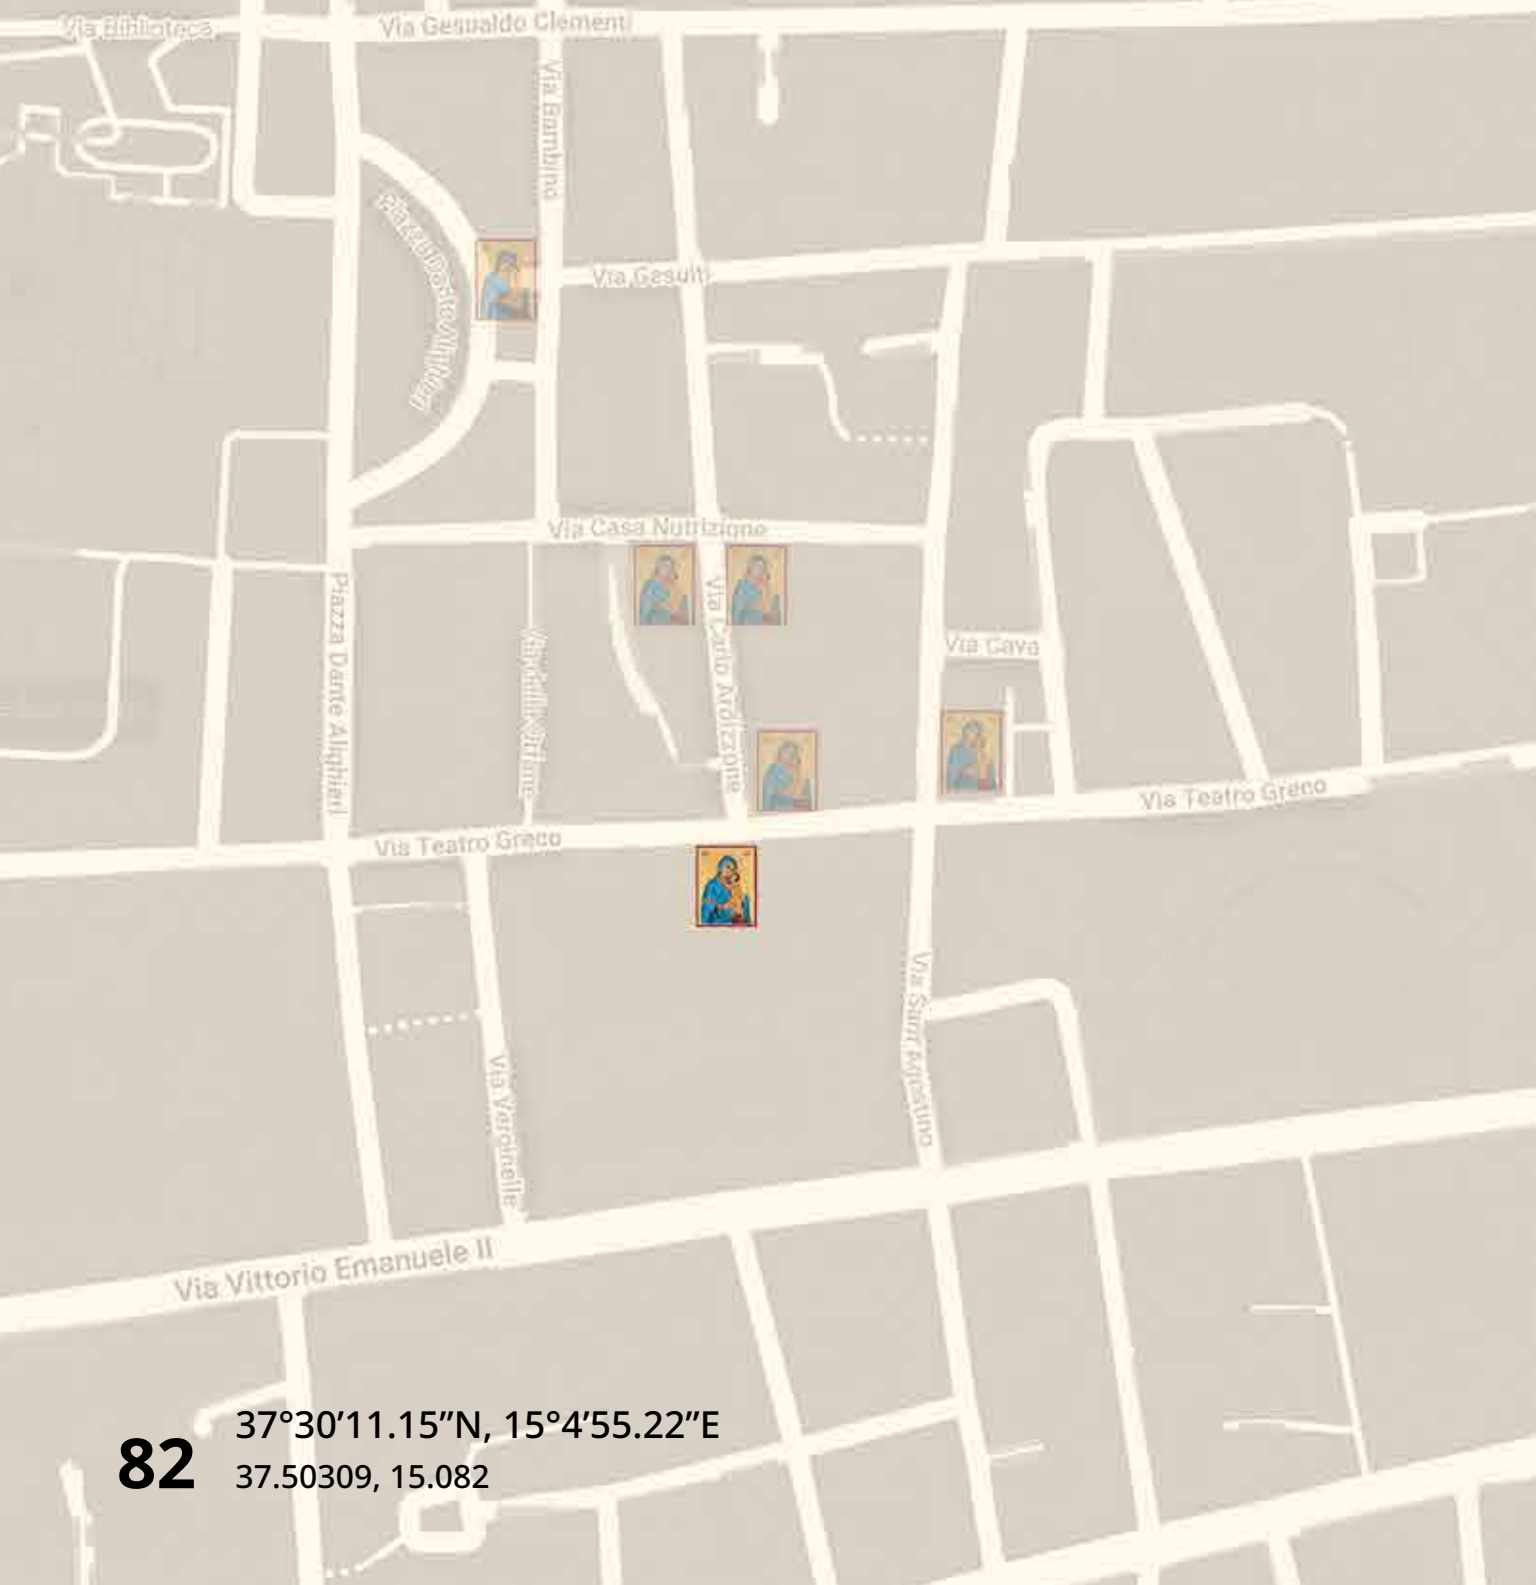 Via Biblioteca
Via Gesualdo Clementi
Via Bambino
Piazza Dante Alighieri
Via Gesuiti
Via Casa Nutrizione
Piazza Dante Alighieri
Via Carlo Ardizzone
Via Cava
Via Teatro Greco
Via Teatro Greco
Via Sant'Agostino
Via Veroinelle
Via Vittorio Emanuele II
82
37°30’11.15”N, 15°4’55.22”E
37.50309, 15.082